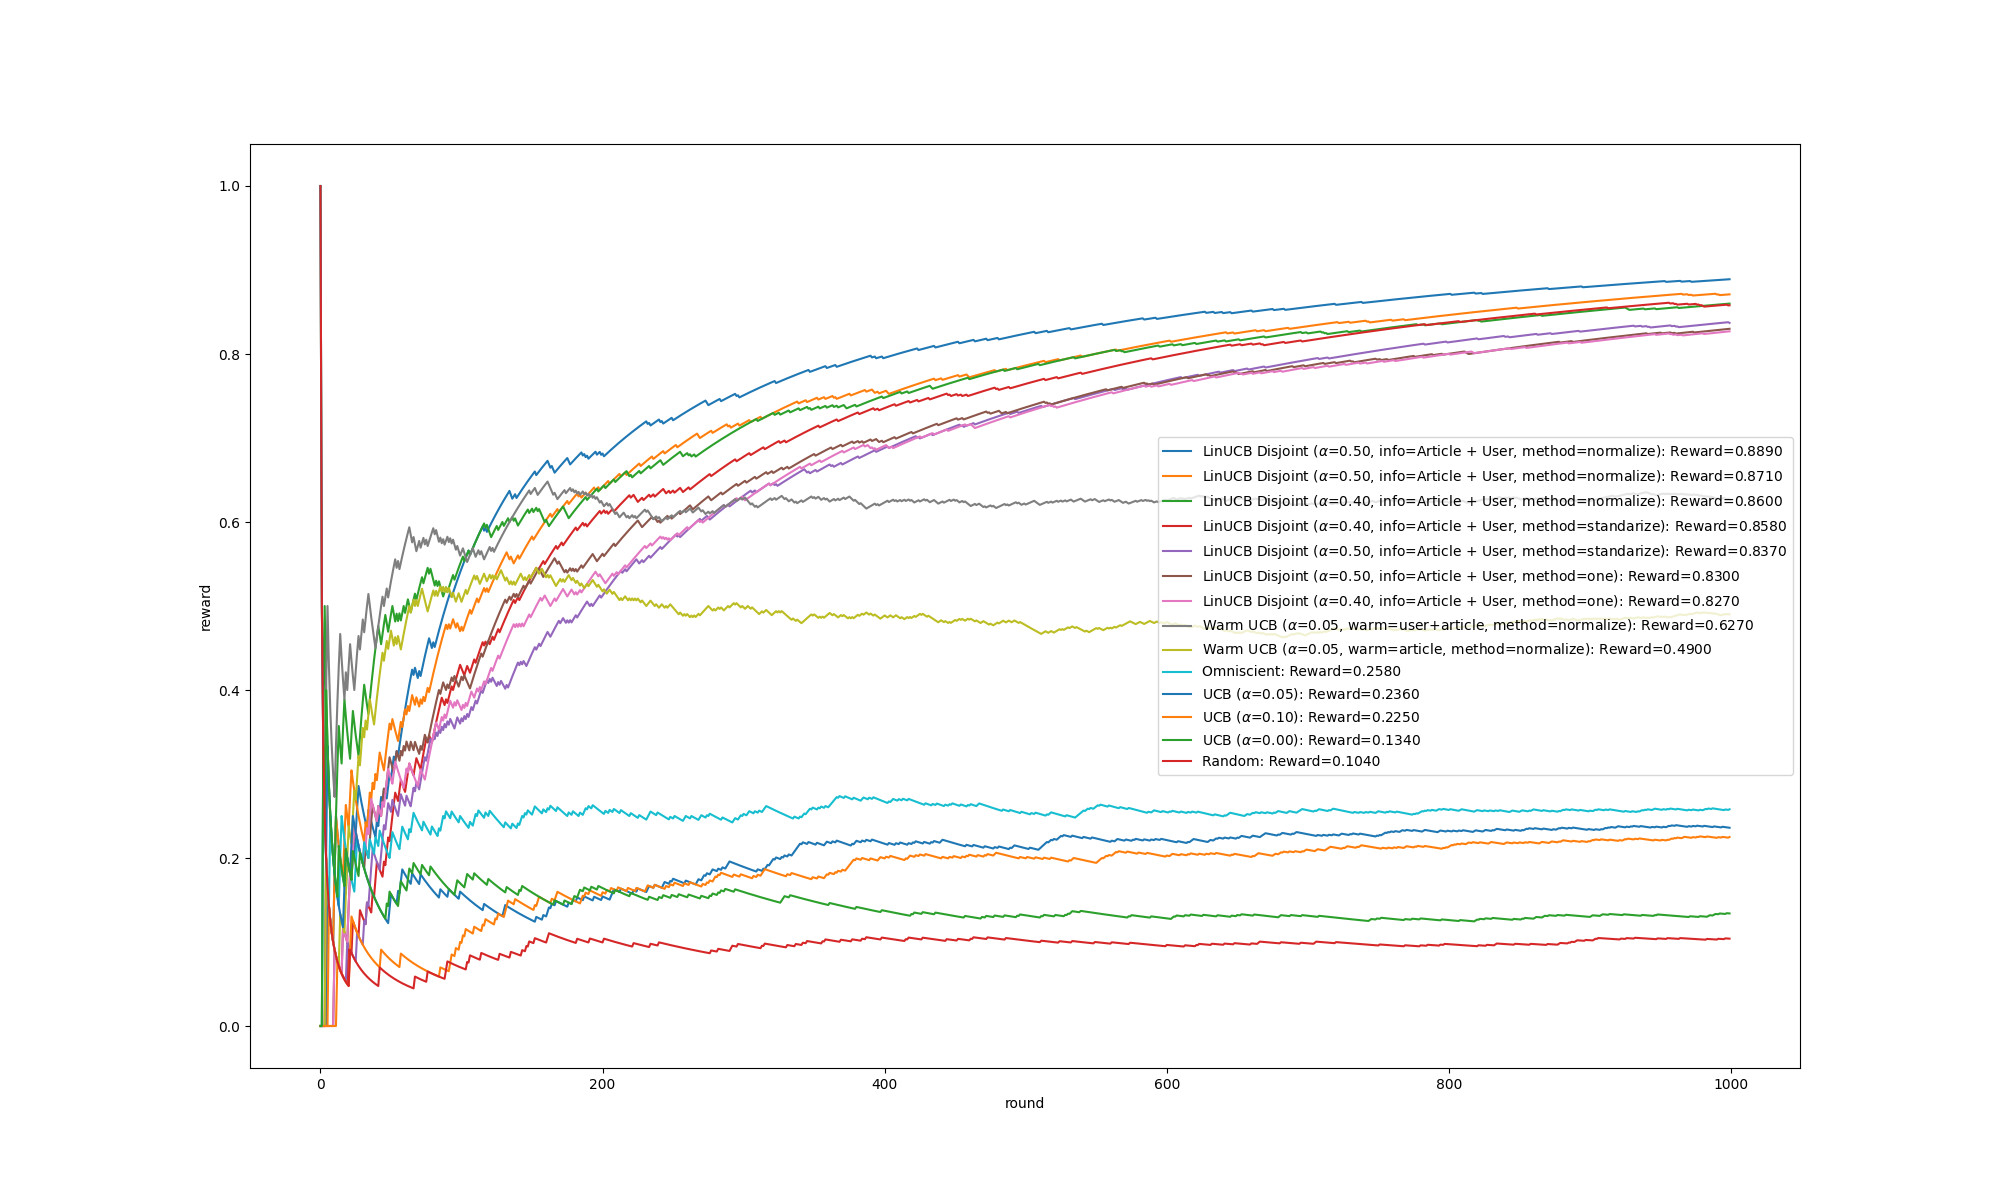 1.0
0.8
0.6
0.4
0.2
0.0
reward
LinUCB Disjoint (α=0.50, info=Article + User, method=normalize): Reward=0.8890
LinUCB Disjoint (α=0.50, info=Article + User, method=normalize): Reward=0.8710
LinUCB Disjoint (α=0.40, info=Article + User, method=normalize): Reward=0.8600
LinUCB Disjoint (α=0.40, info=Article + User, method=standarize): Reward=0.8580
LinUCB Disjoint (α=0.50, info=Article + User, method=standarize): Reward=0.8370
LinUCB Disjoint (α=0.50, info=Article + User, method=one): Reward=0.8300
LinUCB Disjoint (α=0.40, info=Article + User, method=one): Reward=0.8270
Warm UCB (α=0.05, warm=user+article, method=normalize): Reward=0.6270
Warm UCB (α=0.05, warm=article, method=normalize): Reward=0.4900
Omniscient: Reward=0.2580
UCB (α=0.05): Reward=0.2360
UCB (α=0.10): Reward=0.2250
UCB (α=0.00): Reward=0.1340
Random: Reward=0.1040
0 200 400 600 800 1000
round